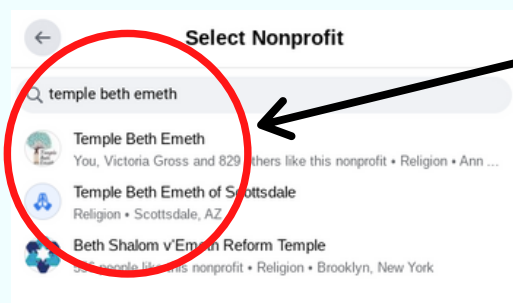 Select Nonprofit
temple beth emeth
Temple Beth Emeth
You, Victoria Gross and 829 others like this nonprofit • Religion • Ann ...
Temple Beth Emeth of Scottsdale
Religion • Scottsdale, AZ
Beth Shalom v'Emeth Reform Temple
596 people like this nonprofit • Religion • Brooklyn, New York